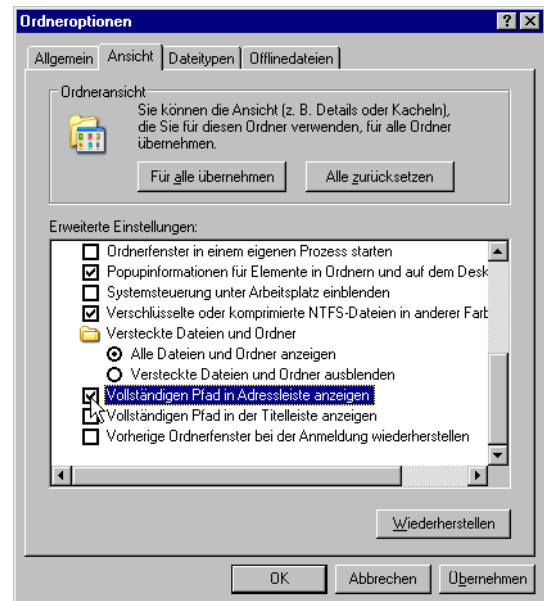 Ordneroptionen
Allgemein Ansicht Dateitypen Offlinedateien
Ordneransicht
Sie können die Ansicht (z. B. Details oder Kacheln),
die Sie für diesen Ordner verwenden, für alle Ordner
übernehmen.
Für alle übernehmen Alle zurücksetzen
Erweiterte Einstellungen:
Ordnerfenster in einem eigenen Prozess starten
Popupinformationen für Elemente in Ordnern und auf dem Desk
Systemsteuerung unter Arbeitsplatz einblenden
Verschlüsselte oder komprimierte NTFS-Dateien in anderer Farb
Versteckte Dateien und Ordner
Alle Dateien und Ordner anzeigen
Versteckte Dateien und Ordner ausblenden
Vollständigen Pfad in Adressleiste anzeigen
Vollständigen Pfad in der Titelleiste anzeigen
Vorherige Ordnerfenster bei der Anmeldung wiederherstellen
Wiederherstellen
OK Abbrechen Übernehmen